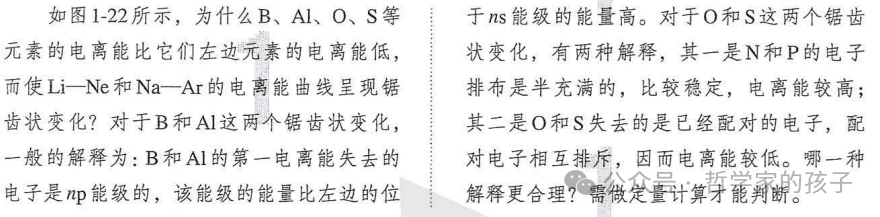 如图1-22所示，为什么B、Al、O、S等
元素的电离能比它们左边元素的电离能低，
而使Li—Ne和Na—Ar的电离能曲线呈现锯
齿状变化？对于B和Al这两个锯齿状变化，
一般的解释为：B和Al的第一电离能失去的
电子是np能级的，该能级的能量比左边的位
于ns能级的能量高。对于O和S这两个锯齿
状变化，有两种解释，其一是N和P的电子
排布是半充满的，比较稳定，电离能较高；
其二是O和S失去的是已经配对的电子，配
对电子相互排斥，因而电离能较低。哪一种
解释更合理？需做定量计算才能判断。
公众号·哲学家的孩子